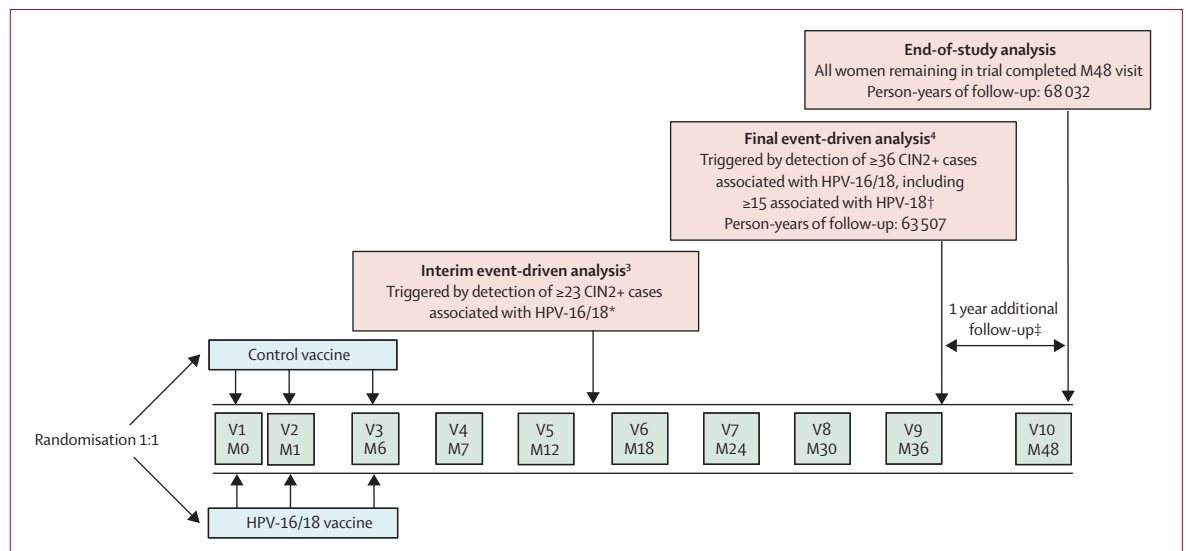 End-of-study analysis
All women remaining in trial completed M48 visit
Person-years of follow-up: 68 032
Final event-driven analysis⁴
Triggered by detection of ≥36 CIN2+ cases
associated with HPV-16/18, including
≥15 associated with HPV-18†
Person-years of follow-up: 63 507
Interim event-driven analysis³
Triggered by detection of ≥23 CIN2+ cases
associated with HPV-16/18*
1 year additional
follow-up‡
Control vaccine
Randomisation 1:1
V1
M0
V2
M1
V3
M6
V4
M7
V5
M12
V6
M18
V7
M24
V8
M30
V9
M36
V10
M48
HPV-16/18 vaccine